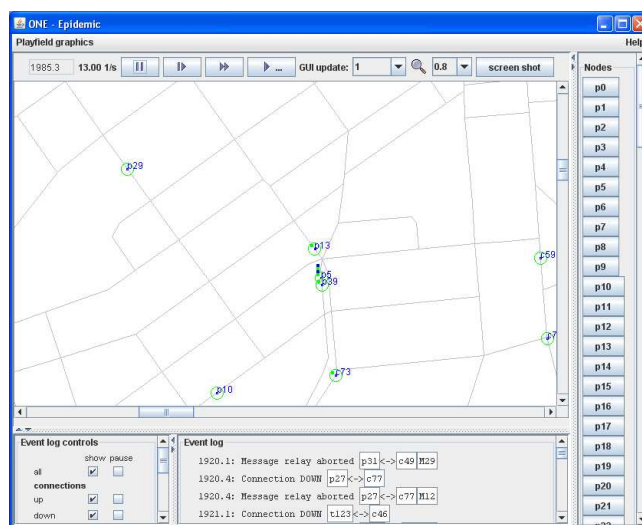 ONE - Epidemic
Playfield graphics Help
1985.3 13.00 1/s ... GUI update: 1 0.8 screen shot
Nodes
p0
p1
p2
p3
p4
p5
p6
p7
p8
p9
p10
p11
p12
p13
p14
p15
p16
p17
p18
p19
p20
p21
p29
p13
c59
p5
p39
c7
c73
p10
Event log controls
show pause
all
connections
up
down
Event log
1920.1: Message relay aborted p31<->c49 M29
1920.4: Connection DOWN p27<->c77
1920.4: Message relay aborted p27<->c77 M12
1921.1: Connection DOWN t123<->c46